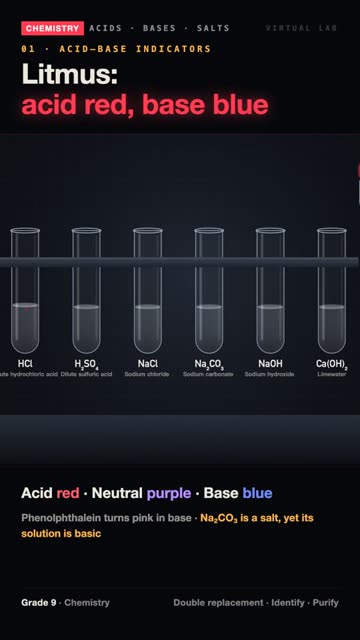 CHEMISTRY ACIDS · BASES · SALTS VIRTUAL LAB
01 · ACID–BASE INDICATORS
Litmus:
acid red, base blue
HCl H₂SO₄ NaCl Na₂CO₃ NaOH Ca(OH)₂
ute hydrochloric acid Dilute sulfuric acid Sodium chloride Sodium carbonate Sodium hydroxide Limewater
Acid red · Neutral purple · Base blue
Phenolphthalein turns pink in base · Na₂CO₃ is a salt, yet its
solution is basic
Grade 9 · Chemistry Double replacement · Identify · Purify